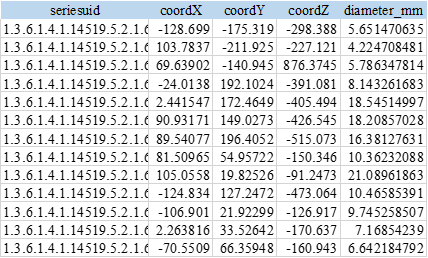 seriesuid coordX coordY coordZ diameter_mm
1.3.6.1.4.1.14519.5.2.1.6 -128.699 -175.319 -298.388 5.651470635
1.3.6.1.4.1.14519.5.2.1.6 103.7837 -211.925 -227.121 4.224708481
1.3.6.1.4.1.14519.5.2.1.6 69.63902 -140.945 876.3745 5.786347814
1.3.6.1.4.1.14519.5.2.1.6 -24.0138 192.1024 -391.081 8.143261683
1.3.6.1.4.1.14519.5.2.1.6 2.441547 172.4649 -405.494 18.54514997
1.3.6.1.4.1.14519.5.2.1.6 90.93171 149.0273 -426.545 18.20857028
1.3.6.1.4.1.14519.5.2.1.6 89.54077 196.4052 -515.073 16.38127631
1.3.6.1.4.1.14519.5.2.1.6 81.50965 54.95722 -150.346 10.36232088
1.3.6.1.4.1.14519.5.2.1.6 105.0558 19.82526 -91.2473 21.08961863
1.3.6.1.4.1.14519.5.2.1.6 -124.834 127.2472 -473.064 10.46585391
1.3.6.1.4.1.14519.5.2.1.6 -106.901 21.92299 -126.917 9.745258507
1.3.6.1.4.1.14519.5.2.1.6 2.263816 33.52642 -170.637 7.16854239
1.3.6.1.4.1.14519.5.2.1.6 -70.5509 66.35948 -160.943 6.642184792